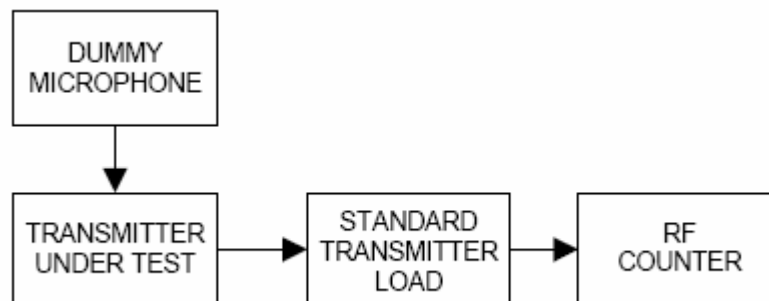 DUMMY
MICROPHONE
TRANSMITTER
UNDER TEST
STANDARD
TRANSMITTER
LOAD
RF
COUNTER